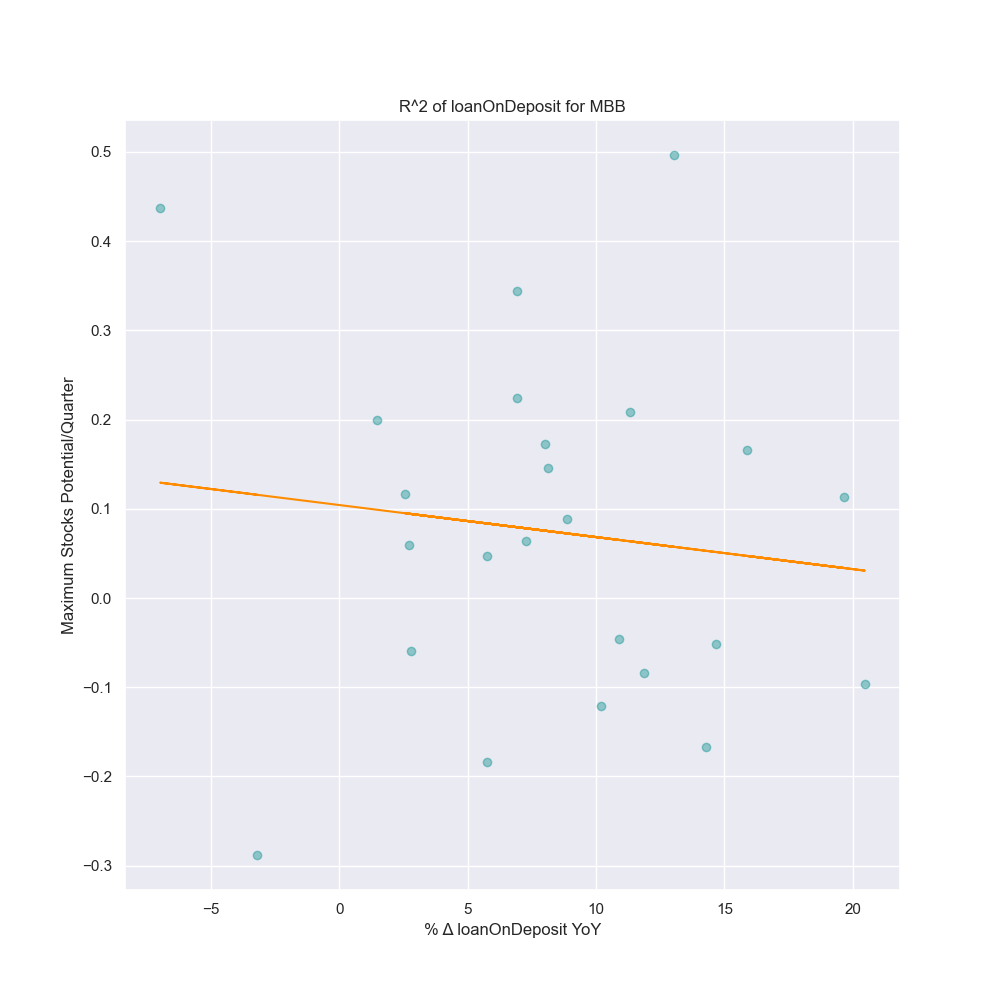 R^2 of loanOnDeposit for MBB
Maximum Stocks Potential/Quarter
0.5
0.4
0.3
0.2
0.1
0.0
−0.1
−0.2
−0.3
−5 0 5 10 15 20
% Δ loanOnDeposit YoY